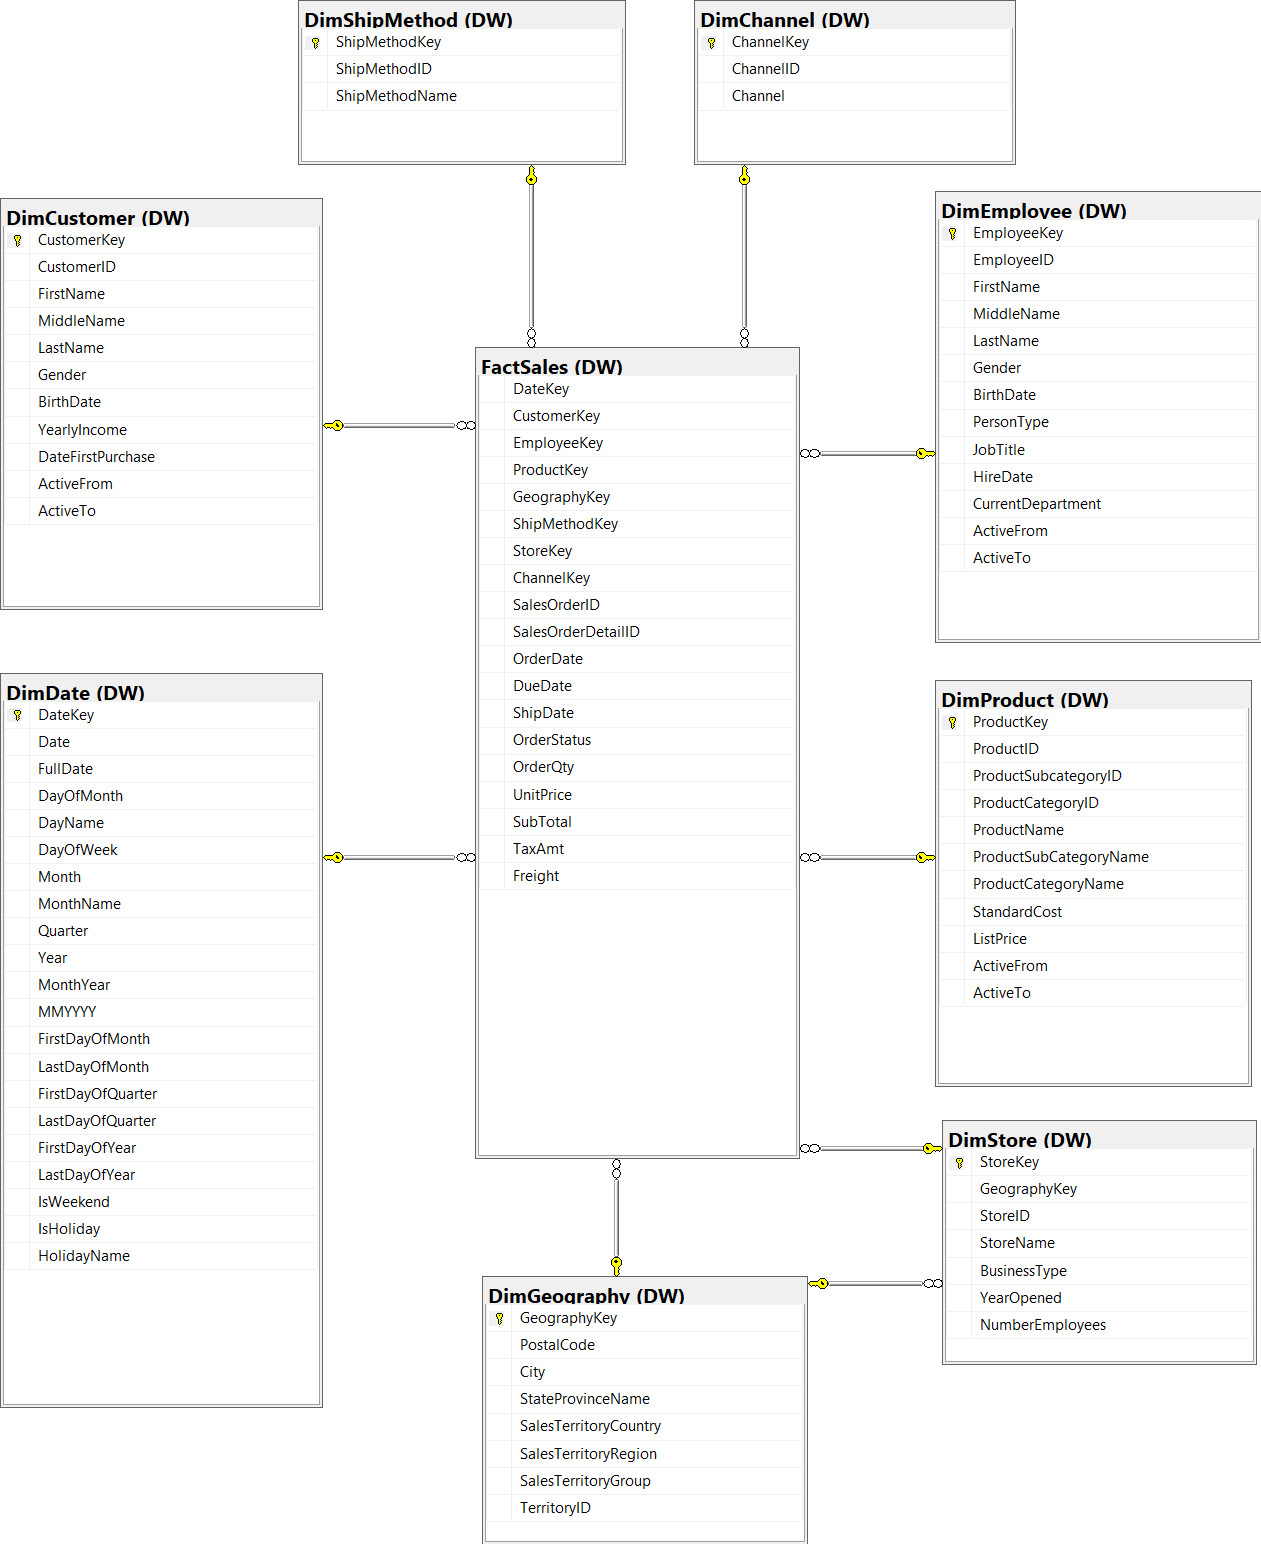 DimShipMethod (DW)
ShipMethodKey
ShipMethodID
ShipMethodName
DimChannel (DW)
ChannelKey
ChannelID
Channel
DimCustomer (DW)
CustomerKey
CustomerID
FirstName
MiddleName
LastName
Gender
BirthDate
YearlyIncome
DateFirstPurchase
ActiveFrom
ActiveTo
DimEmployee (DW)
EmployeeKey
EmployeeID
FirstName
MiddleName
LastName
Gender
BirthDate
PersonType
JobTitle
HireDate
CurrentDepartment
ActiveFrom
ActiveTo
FactSales (DW)
DateKey
CustomerKey
EmployeeKey
ProductKey
GeographyKey
ShipMethodKey
StoreKey
ChannelKey
SalesOrderID
SalesOrderDetailID
OrderDate
DueDate
ShipDate
OrderStatus
OrderQty
UnitPrice
SubTotal
TaxAmt
Freight
DimDate (DW)
DateKey
Date
FullDate
DayOfMonth
DayName
DayOfWeek
Month
MonthName
Quarter
Year
MonthYear
MMYYYY
FirstDayOfMonth
LastDayOfMonth
FirstDayOfQuarter
LastDayOfQuarter
FirstDayOfYear
LastDayOfYear
IsWeekend
IsHoliday
HolidayName
DimProduct (DW)
ProductKey
ProductID
ProductSubcategoryID
ProductCategoryID
ProductName
ProductSubCategoryName
ProductCategoryName
StandardCost
ListPrice
ActiveFrom
ActiveTo
DimStore (DW)
StoreKey
GeographyKey
StoreID
StoreName
BusinessType
YearOpened
NumberEmployees
DimGeography (DW)
GeographyKey
PostalCode
City
StateProvinceName
SalesTerritoryCountry
SalesTerritoryRegion
SalesTerritoryGroup
TerritoryID